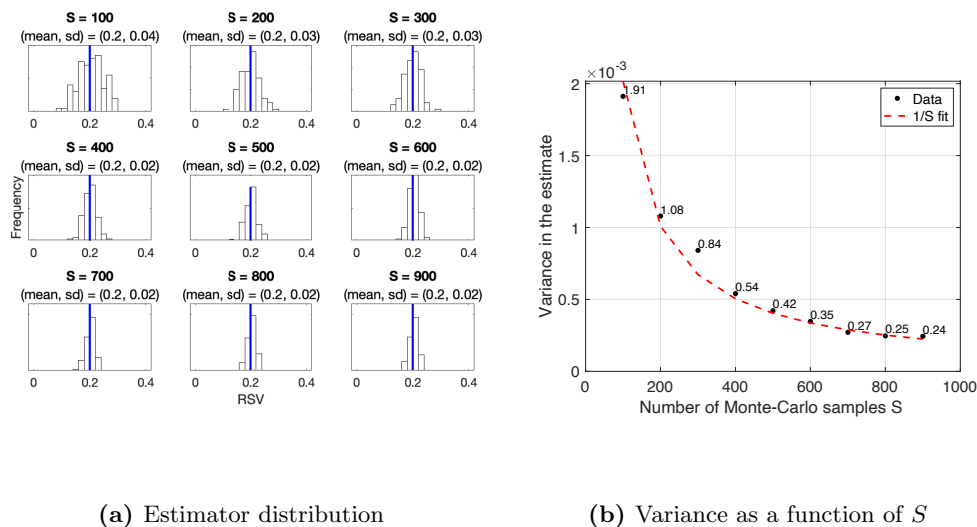 S = 100
(mean, sd) = (0.2, 0.04)
S = 200
(mean, sd) = (0.2, 0.03)
S = 300
(mean, sd) = (0.2, 0.03)
0 0.2 0.4
0 0.2 0.4
0 0.2 0.4
S = 400
(mean, sd) = (0.2, 0.02)
S = 500
(mean, sd) = (0.2, 0.02)
S = 600
(mean, sd) = (0.2, 0.02)
Frequency
0 0.2 0.4
0 0.2 0.4
0 0.2 0.4
S = 700
(mean, sd) = (0.2, 0.02)
S = 800
(mean, sd) = (0.2, 0.02)
S = 900
(mean, sd) = (0.2, 0.02)
0 0.2 0.4
0 0.2 0.4
0 0.2 0.4
RSV
(a) Estimator distribution
×10⁻³
2
1.5
1
0.5
0
Variance in the estimate
1.91
1.08
0.84
0.54
0.42
0.35
0.27
0.25
0.24
Data
1/S fit
0 200 400 600 800 1000
Number of Monte-Carlo samples S
(b) Variance as a function of S